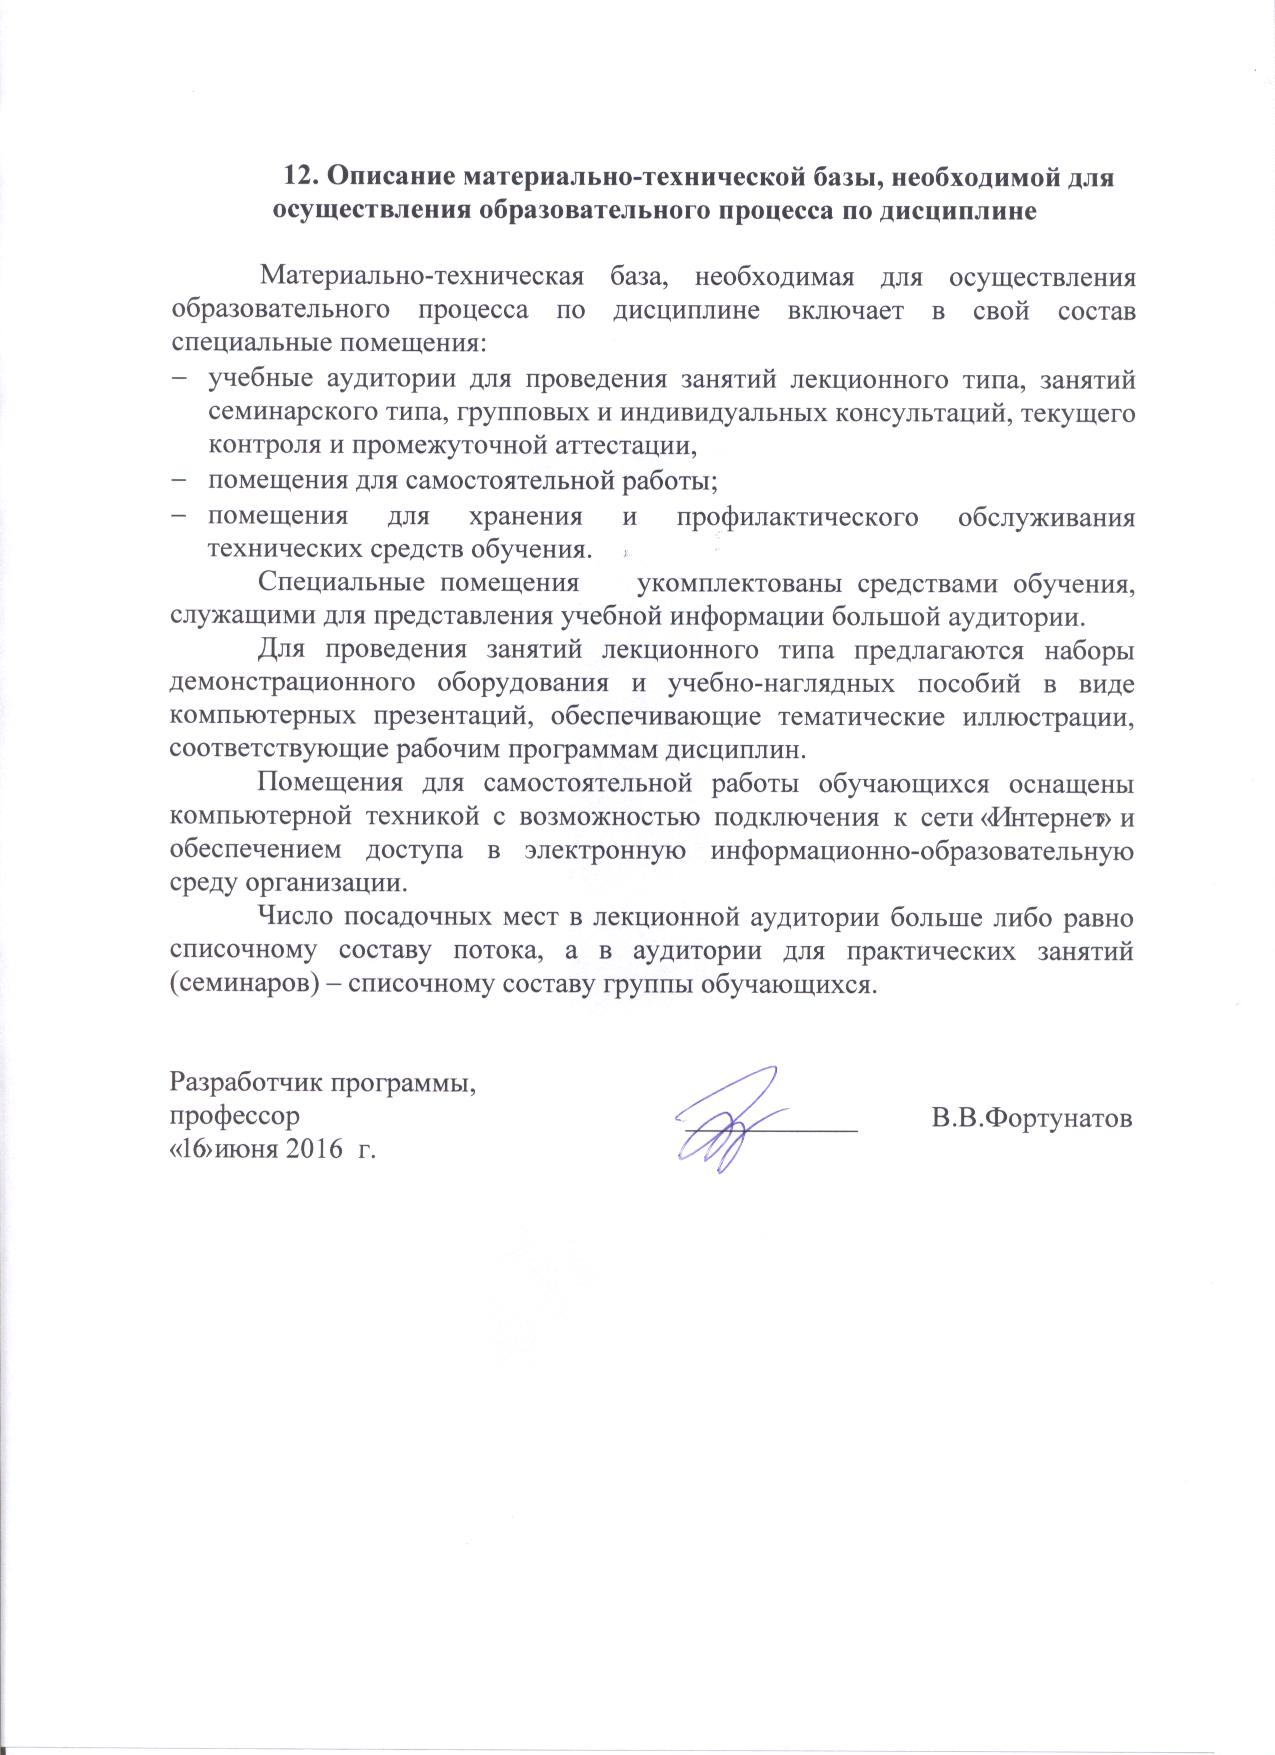 12. Описание материально-технической базы, необходимой для
осуществления образовательного процесса по дисциплине
Материально-техническая база, необходимая для осуществления
образовательного процесса по дисциплине включает в свой состав
специальные помещения:
– учебные аудитории для проведения занятий лекционного типа, занятий
семинарского типа, групповых и индивидуальных консультаций, текущего
контроля и промежуточной аттестации,
– помещения для самостоятельной работы;
– помещения для хранения и профилактического обслуживания
технических средств обучения.
Специальные помещения укомплектованы средствами обучения,
служащими для представления учебной информации большой аудитории.
Для проведения занятий лекционного типа предлагаются наборы
демонстрационного оборудования и учебно-наглядных пособий в виде
компьютерных презентаций, обеспечивающие тематические иллюстрации,
соответствующие рабочим программам дисциплин.
Помещения для самостоятельной работы обучающихся оснащены
компьютерной техникой с возможностью подключения к сети «Интернет» и
обеспечением доступа в электронную информационно-образовательную
среду организации.
Число посадочных мест в лекционной аудитории больше либо равно
списочному составу потока, а в аудитории для практических занятий
(семинаров) – списочному составу группы обучающихся.
Разработчик программы,
профессор ____________ В.В.Фортунатов
«16» июня 2016 г.